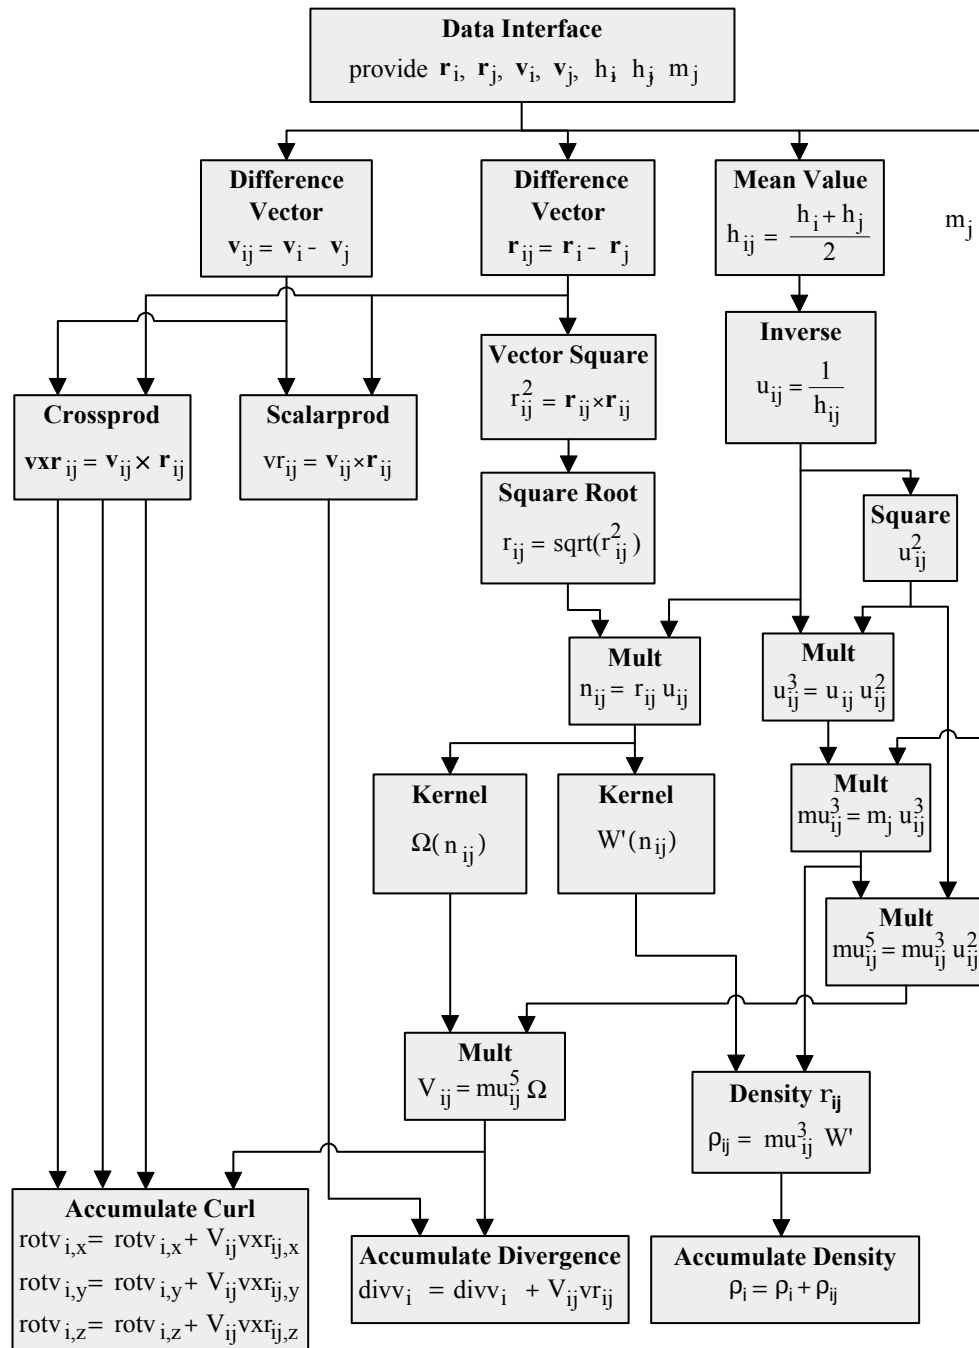 Data Interface
provide r_i, r_j, v_i, v_j, h_i, h_j, m_j
Difference
Vector
v_ij = v_i - v_j
Difference
Vector
r_ij = r_i - r_j
Mean Value
h_ij = (h_i + h_j)/2
m_j
Inverse
u_ij = 1/h_ij
Vector Square
r_ij^2 = r_ij × r_ij
Crossprod
vxr_ij = v_ij × r_ij
Scalarprod
vr_ij = v_ij × r_ij
Square Root
r_ij = sqrt(r_ij^2)
Square
u_ij^2
Mult
n_ij = r_ij u_ij
Mult
u_ij^3 = u_ij u_ij^2
Kernel
Ω(n_ij)
Kernel
W'(n_ij)
Mult
mu_ij^3 = m_j u_ij^3
Mult
mu_ij^5 = mu_ij^3 u_ij^2
Mult
V_ij = mu_ij^5 Ω
Density r_ij
ρ_ij = mu_ij^3 W'
Accumulate Curl
rotv_i,x = rotv_i,x + V_ij vxr_ij,x
rotv_i,y = rotv_i,y + V_ij vxr_ij,y
rotv_i,z = rotv_i,z + V_ij vxr_ij,z
Accumulate Divergence
divv_i = divv_i + V_ij vr_ij
Accumulate Density
ρ_i = ρ_i + ρ_ij